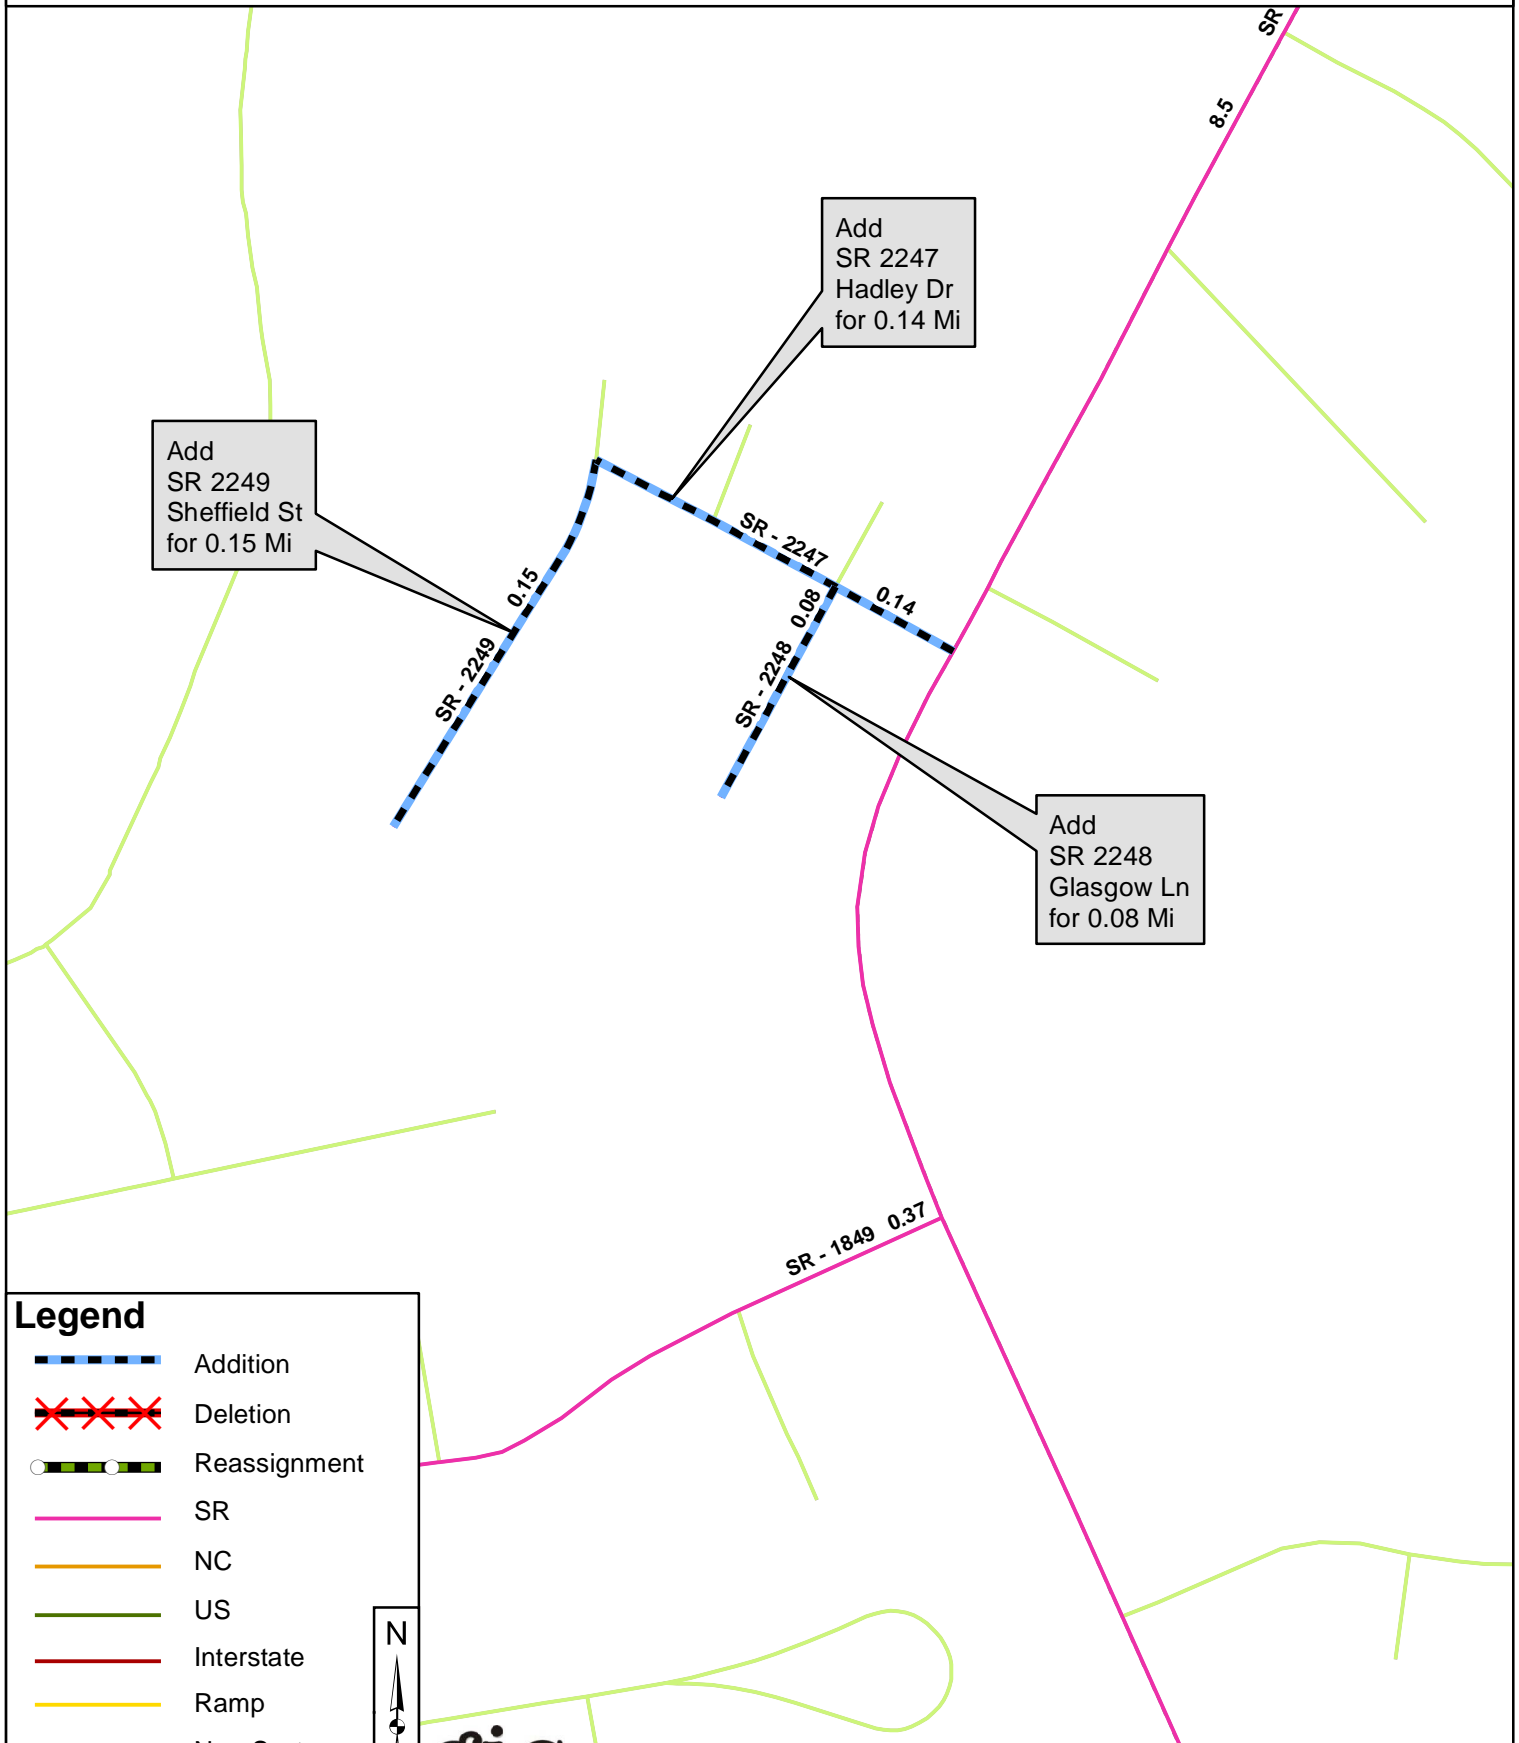 SR
8.5
Add
SR 2247
Hadley Dr
for 0.14 Mi
Add
SR 2249
Sheffield St
for 0.15 Mi
SR - 2247
0.14
SR - 2249 0.15
SR - 2248 0.08
Add
SR 2248
Glasgow Ln
for 0.08 Mi
SR - 1849 0.37
Legend
Addition
Deletion
Reassignment
SR
NC
US
Interstate
Ramp
N